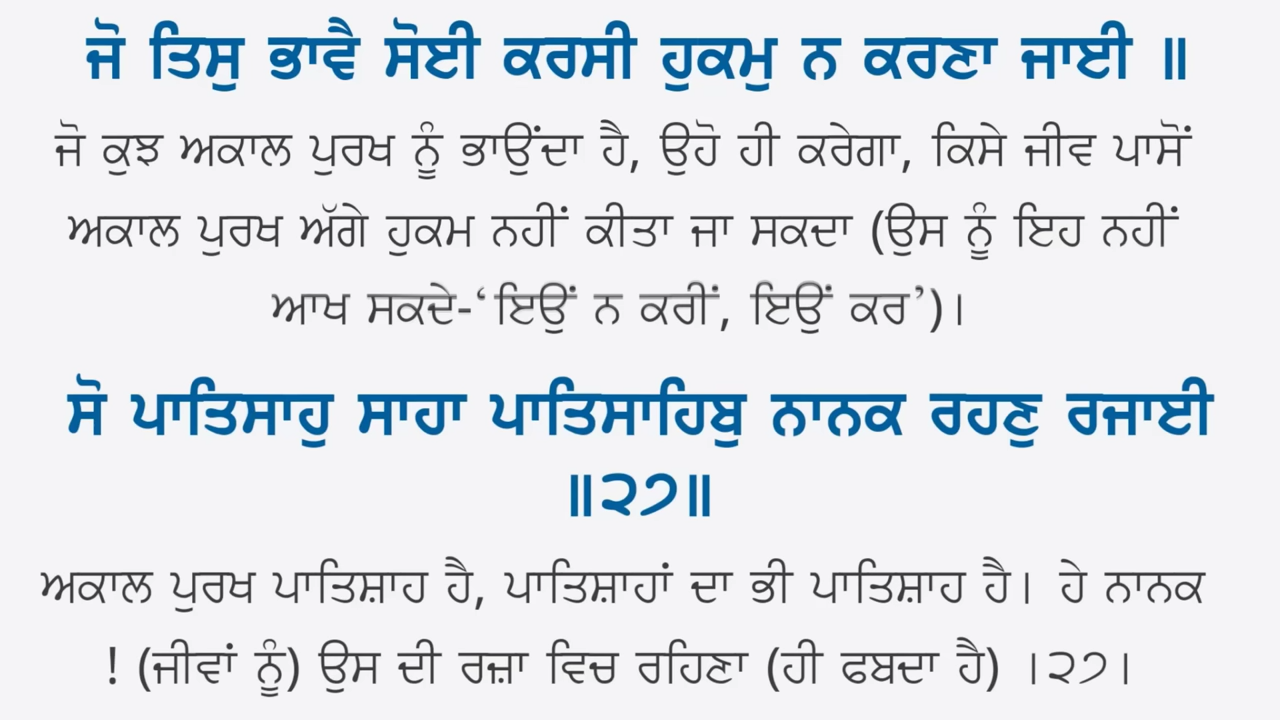 ਜੋ ਤਿਸੁ ਭਾਵੈ ਸੋਈ ਕਰਸੀ ਹੁਕਮੁ ਨ ਕਰਣਾ ਜਾਈ ॥
ਜੋ ਕੁਝ ਅਕਾਲ ਪੁਰਖ ਨੂੰ ਭਾਉਂਦਾ ਹੈ, ਉਹੋ ਹੀ ਕਰੇਗਾ, ਕਿਸੇ ਜੀਵ ਪਾਸੋਂ
ਅਕਾਲ ਪੁਰਖ ਅੱਗੇ ਹੁਕਮ ਨਹੀਂ ਕੀਤਾ ਜਾ ਸਕਦਾ (ਉਸ ਨੂੰ ਇਹ ਨਹੀਂ
ਆਖ ਸਕਦੇ-‘ਇਉਂ ਨ ਕਰੀਂ, ਇਉਂ ਕਰ’)।
ਸੋ ਪਾਤਿਸਾਹੁ ਸਾਹਾ ਪਾਤਿਸਾਹਿਬੁ ਨਾਨਕ ਰਹਣੁ ਰਜਾਈ
॥੨੭॥
ਅਕਾਲ ਪੁਰਖ ਪਾਤਿਸ਼ਾਹ ਹੈ, ਪਾਤਿਸ਼ਾਹਾਂ ਦਾ ਭੀ ਪਾਤਿਸ਼ਾਹ ਹੈ। ਹੇ ਨਾਨਕ
! (ਜੀਵਾਂ ਨੂੰ) ਉਸ ਦੀ ਰਜ਼ਾ ਵਿਚ ਰਹਿਣਾ (ਹੀ ਫਬਦਾ ਹੈ) ।੨੭।